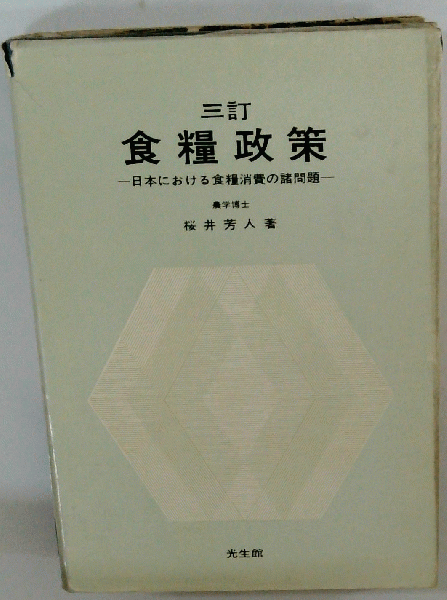 三訂
食糧政策
—日本における食糧消費の諸問題—
農学博士
桜井芳人著
光生館